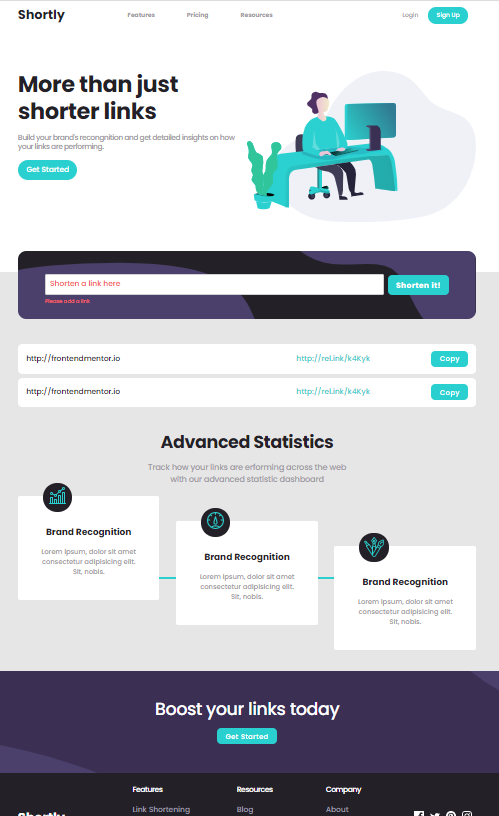 Shortly Features Pricing Resources Login Sign Up
More than just
shorter links
Build your brand's recongnition and get detailed insights on how
your links are performing.
Get Started
Shorten a link here Shorten it!
Please add a link
http://frontendmentor.io http://rel.ink/k4Kyk Copy
http://frontendmentor.io http://rel.ink/k4Kyk Copy
Advanced Statistics
Track how your links are erforming across the web
with our advanced statistic dashboard
Brand Recognition
Lorem ipsum, dolor sit amet
consectetur adipisicing elit.
Sit, nobis.
Brand Recognition
Lorem ipsum, dolor sit amet
consectetur adipisicing elit.
Sit, nobis.
Brand Recognition
Lorem ipsum, dolor sit amet
consectetur adipisicing elit.
Sit, nobis.
Boost your links today
Get Started
Features Resources Company
Link Shortening Blog About
Shortly